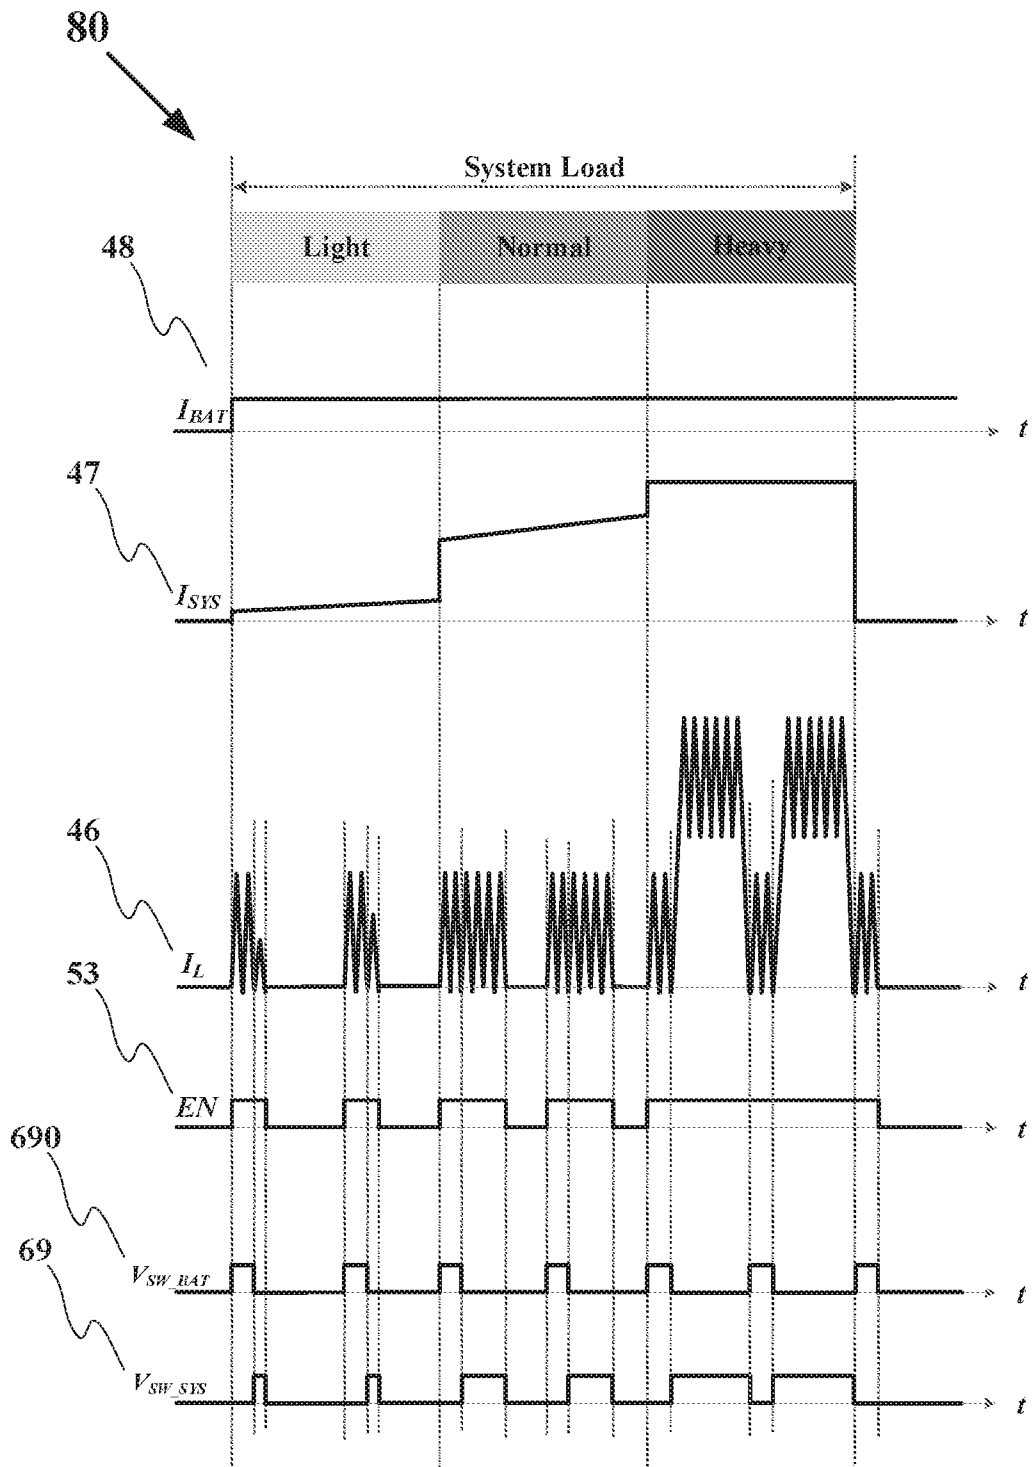 80
System Load
Light Normal Heavy
48
I_BAT t
47
I_SYS t
46
I_L t
53
EN t
690
V_SW_BAT t
69
V_SW_SYS t